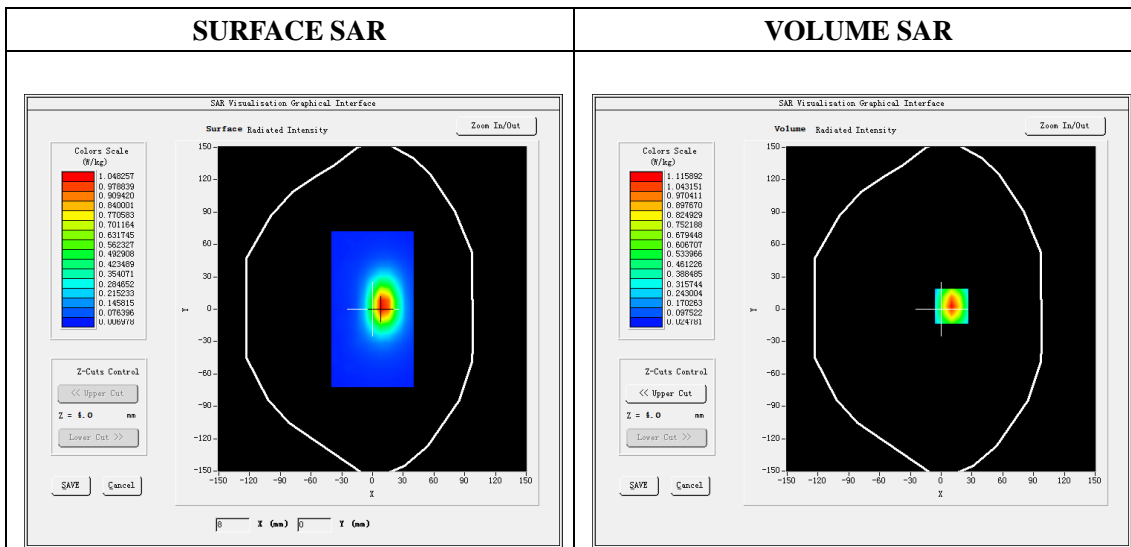 SURFACE SAR
VOLUME SAR
SAR Visualisation Graphical Interface
Surface Radiated Intensity
Zoom In/Out
Colors Scale
(W/kg)
1.048257
0.978839
0.909420
0.840001
0.770583
0.701164
0.631745
0.562327
0.492908
0.423489
0.354071
0.284652
0.215233
0.145815
0.076396
0.006978
150
120
90
60
30
0
-30
-60
-90
-120
-150
Y
-150 -120 -90 -60 -30 0 30 60 90 120 150
X
Z-Cuts Control
<< Upper Cut
Z = 4.0 mm
Lower Cut >>
SAVE Cancel
8 X (mm) 0 Y (mm)
SAR Visualisation Graphical Interface
Volume Radiated Intensity
Zoom In/Out
Colors Scale
(W/kg)
1.115892
1.043151
0.970411
0.897670
0.824929
0.752188
0.679448
0.606707
0.533966
0.461226
0.388485
0.315744
0.243004
0.170263
0.097522
0.024781
150
120
90
60
30
0
-30
-60
-90
-120
-150
Y
-150 -120 -90 -60 -30 0 30 60 90 120 150
X
Z-Cuts Control
<< Upper Cut
Z = 4.0 mm
Lower Cut >>
SAVE Cancel